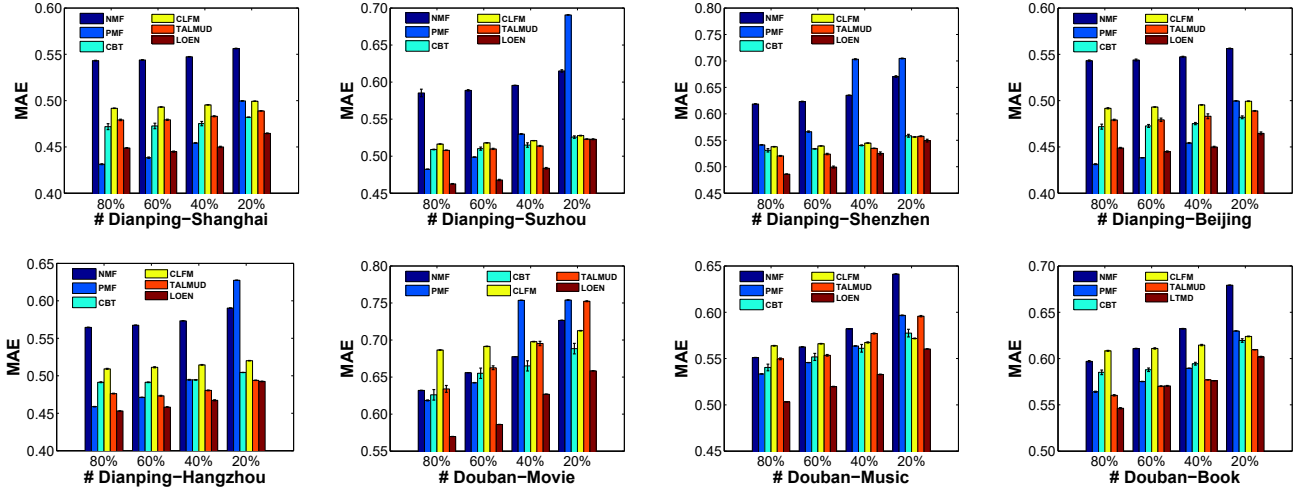 0.60
0.55
0.50
0.45
0.40
MAE
NMF
PMF
CBT
CLFM
TALMUD
LOEN
80% 60% 40% 20%
# Dianping-Shanghai
0.70
0.65
0.60
0.55
0.50
0.45
MAE
NMF
PMF
CBT
CLFM
TALMUD
LOEN
80% 60% 40% 20%
# Dianping-Suzhou
0.80
0.75
0.70
0.65
0.60
0.55
0.50
0.45
MAE
NMF
PMF
CBT
CLFM
TALMUD
LOEN
80% 60% 40% 20%
# Dianping-Shenzhen
0.60
0.55
0.50
0.45
0.40
MAE
NMF
PMF
CBT
CLFM
TALMUD
LOEN
80% 60% 40% 20%
# Dianping-Beijing
0.65
0.60
0.55
0.50
0.45
0.40
MAE
NMF
PMF
CBT
CLFM
TALMUD
LOEN
80% 60% 40% 20%
# Dianping-Hangzhou
0.80
0.75
0.70
0.65
0.60
0.55
MAE
NMF
PMF
CBT
CLFM
TALMUD
LOEN
80% 60% 40% 20%
# Douban-Movie
0.65
0.60
0.55
0.50
0.45
MAE
NMF
PMF
CBT
CLFM
TALMUD
LOEN
80% 60% 40% 20%
# Douban-Music
0.70
0.65
0.60
0.55
0.50
MAE
NMF
PMF
CBT
CLFM
TALMUD
LTMD
80% 60% 40% 20%
# Douban-Book